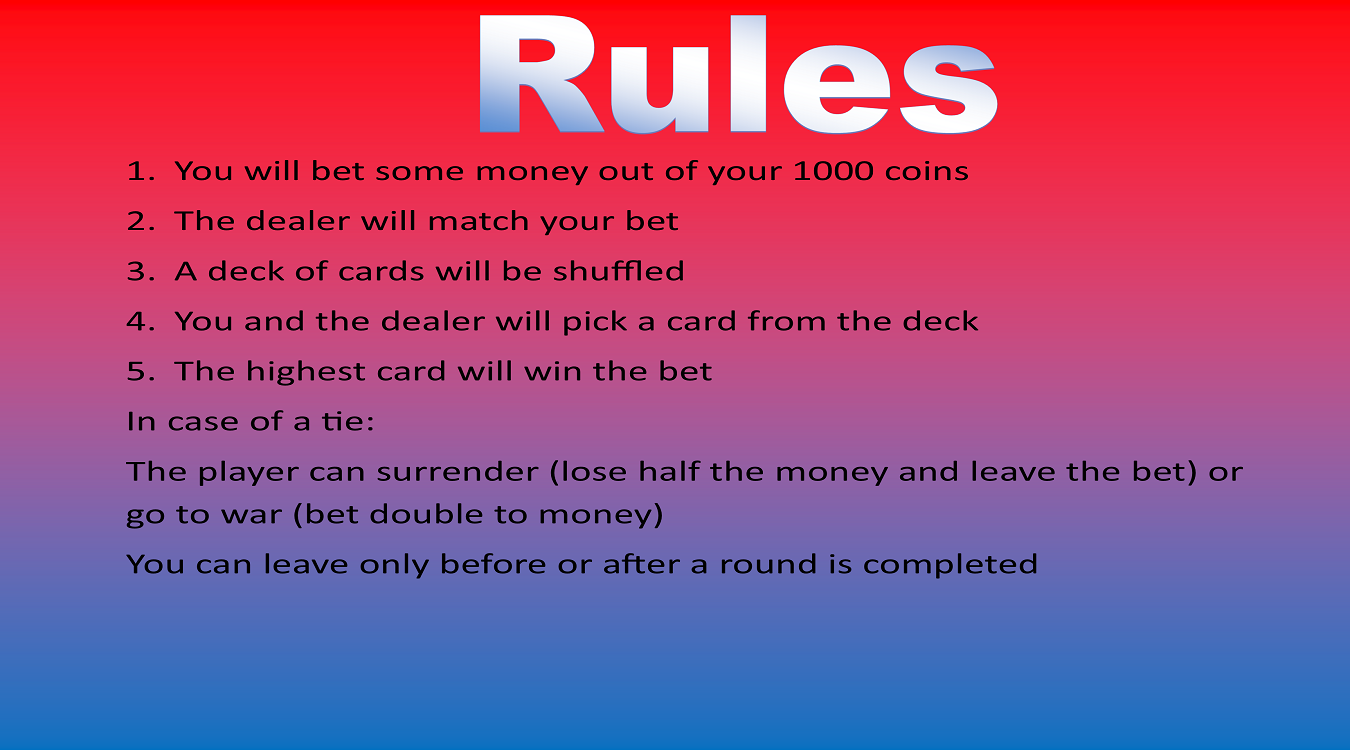 Rules
1. You will bet some money out of your 1000 coins
2. The dealer will match your bet
3. A deck of cards will be shuffled
4. You and the dealer will pick a card from the deck
5. The highest card will win the bet
In case of a tie:
The player can surrender (lose half the money and leave the bet) or
go to war (bet double to money)
You can leave only before or after a round is completed